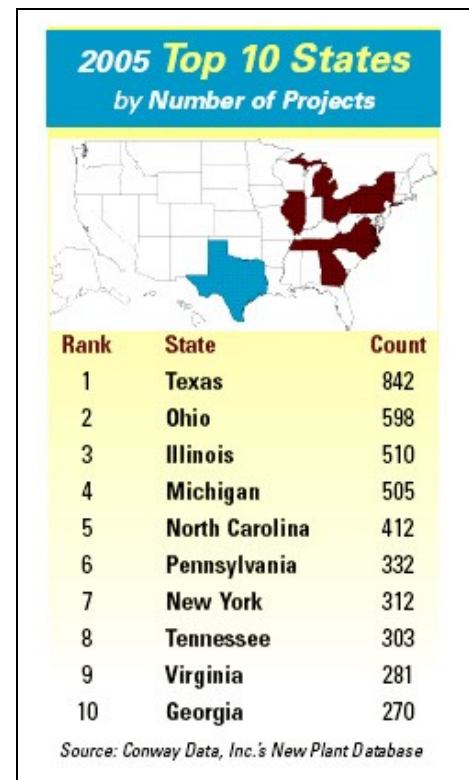 2005 Top 10 States
by Number of Projects
Rank State Count
1 Texas 842
2 Ohio 598
3 Illinois 510
4 Michigan 505
5 North Carolina 412
6 Pennsylvania 332
7 New York 312
8 Tennessee 303
9 Virginia 281
10 Georgia 270
Source: Conway Data, Inc.'s New Plant Database